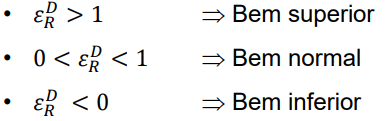 • ε_R^D > 1 ⇒ Bem superior
• 0 < ε_R^D < 1 ⇒ Bem normal
• ε_R^D < 0 ⇒ Bem inferior